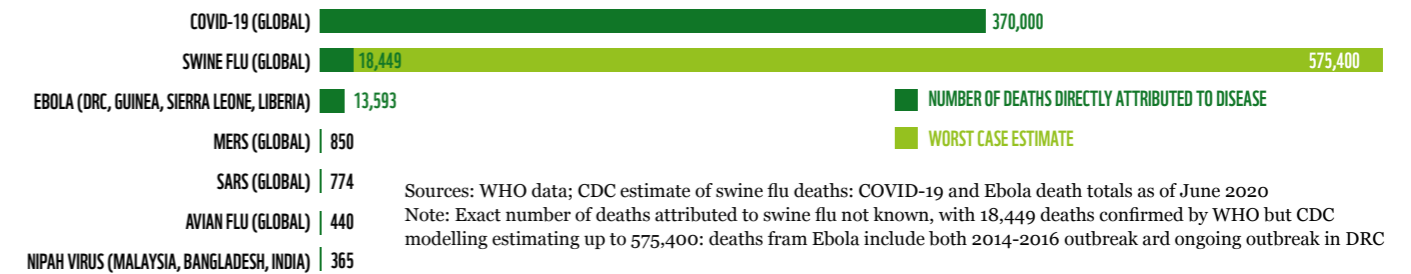 COVID-19 (GLOBAL) 370,000
SWINE FLU (GLOBAL) 18,449 575,400
EBOLA (DRC, GUINEA, SIERRA LEONE, LIBERIA) 13,593
NUMBER OF DEATHS DIRECTLY ATTRIBUTED TO DISEASE
MERS (GLOBAL) 850
WORST CASE ESTIMATE
SARS (GLOBAL) 774
AVIAN FLU (GLOBAL) 440
NIPAH VIRUS (MALAYSIA, BANGLADESH, INDIA) 365
Sources: WHO data; CDC estimate of swine flu deaths: COVID-19 and Ebola death totals as of June 2020
Note: Exact number of deaths attributed to swine flu not known, with 18,449 deaths confirmed by WHO but CDC
modelling estimating up to 575,400: deaths fram Ebola include both 2014-2016 outbreak ard ongoing outbreak in DRC